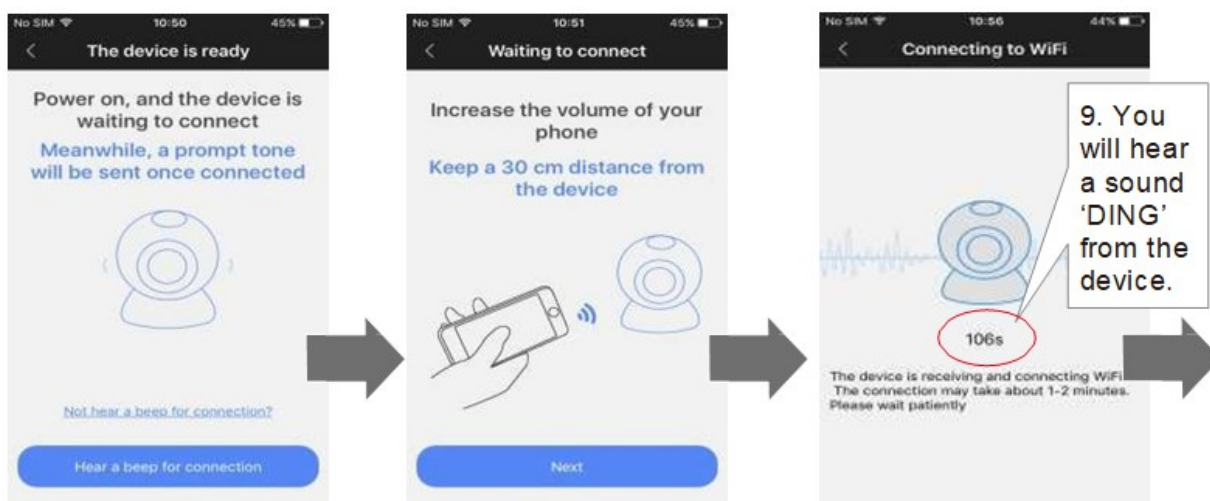 No SIM 10:50 45%
The device is ready
Power on, and the device is
waiting to connect
Meanwhile, a prompt tone
will be sent once connected
Not hear a beep for connection?
Hear a beep for connection
No SIM 10:51 45%
Waiting to connect
Increase the volume of your
phone
Keep a 30 cm distance from
the device
Next
No SIM 10:56 44%
Connecting to WiFi
9. You
will hear
a sound
‘DING’
from the
device.
106s
The device is receiving and connecting WiFi
The connection may take about 1-2 minutes.
Please wait patiently